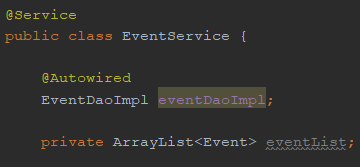 @Service
public class EventService {
@Autowired
EventDaoImpl eventDaoImpl;
private ArrayList<Event> eventList;